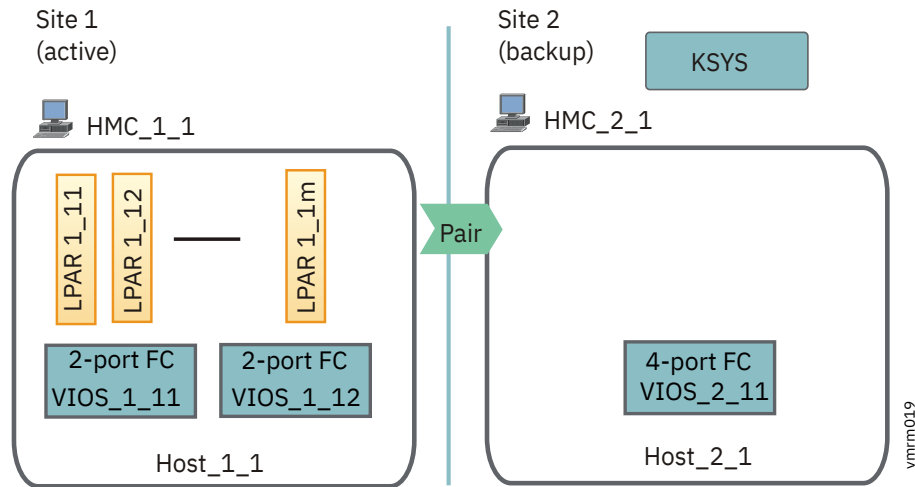 Site 1
(active)
Site 2
(backup)
KSYS
HMC_1_1
HMC_2_1
LPAR 1_11
LPAR 1_12
LPAR 1_1m
Pair
2-port FC
VIOS_1_11
2-port FC
VIOS_1_12
4-port FC
VIOS_2_11
Host_1_1
Host_2_1
vmrm019